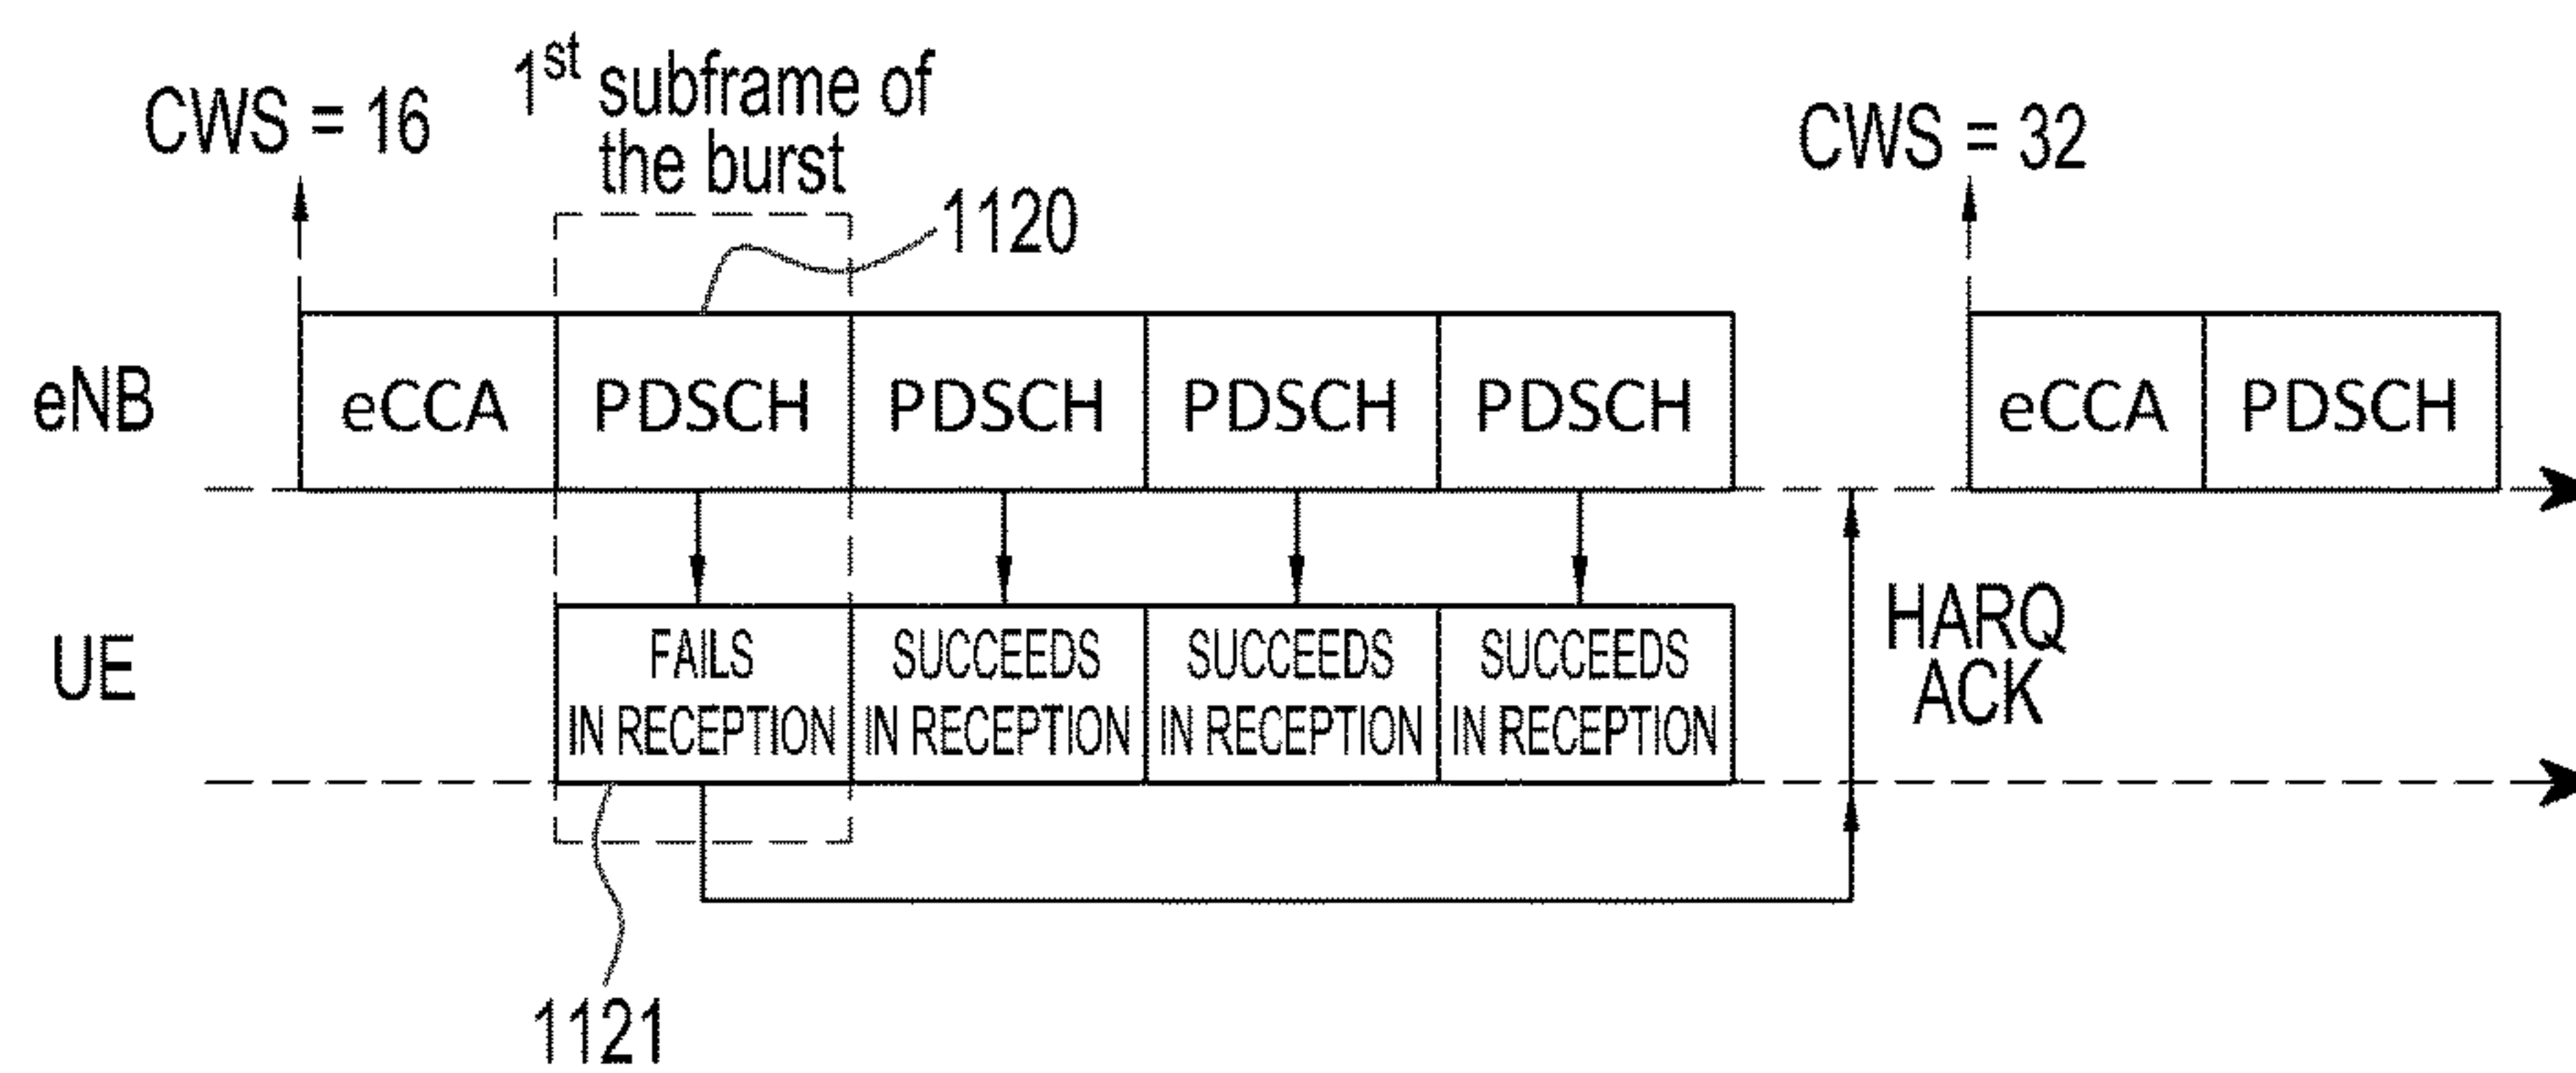 CWS = 16
1st subframe of
the burst
1120
CWS = 32
eNB
eCCA
PDSCH
PDSCH
PDSCH
PDSCH
eCCA
PDSCH
UE
FAILS
IN RECEPTION
SUCCEEDS
IN RECEPTION
SUCCEEDS
IN RECEPTION
SUCCEEDS
IN RECEPTION
HARQ
ACK
1121